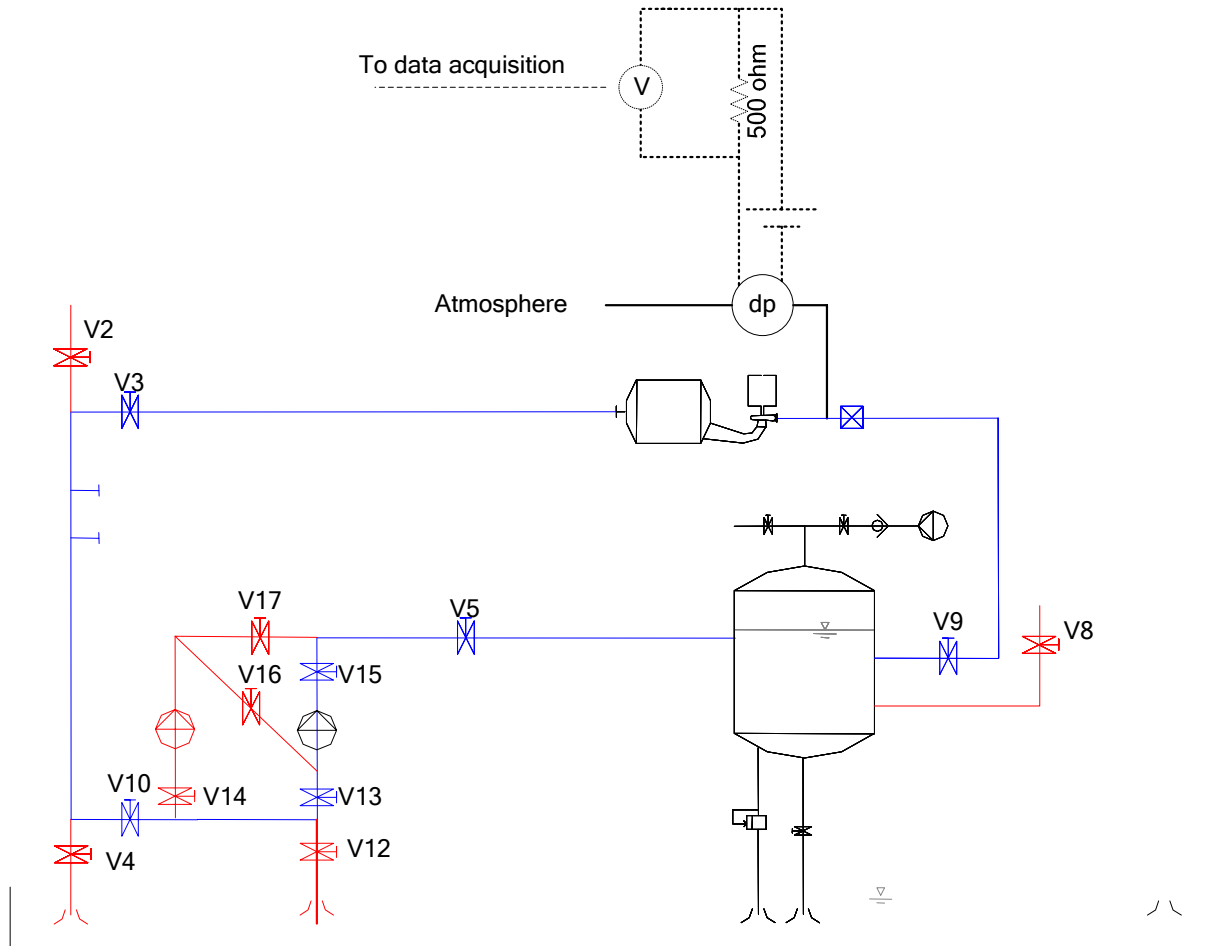 To data acquisition
V
500 ohm
Atmosphere
dp
V2
V3
V17
V5
V9
V8
V16
V15
V10
V14
V13
V4
V12